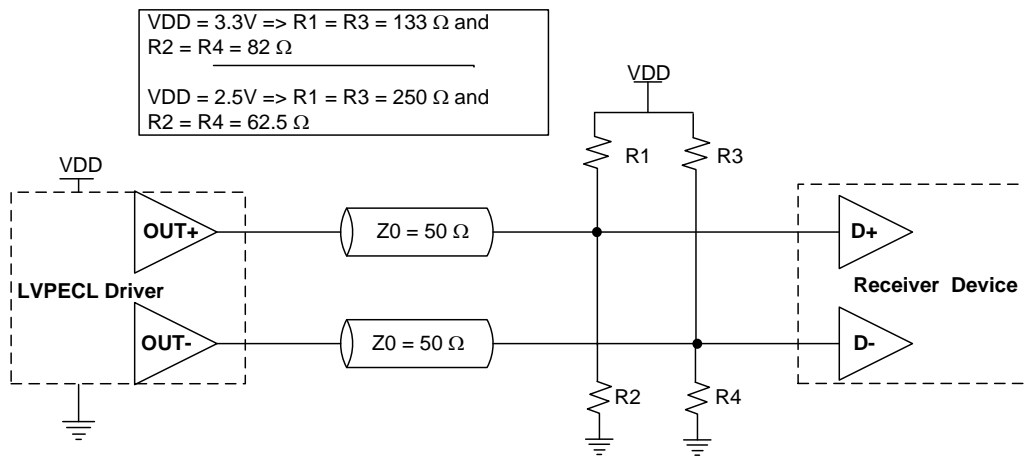 VDD = 3.3V => R1 = R3 = 133 Ω and
R2 = R4 = 82 Ω
VDD = 2.5V => R1 = R3 = 250 Ω and
R2 = R4 = 62.5 Ω
VDD
VDD
R1
R3
OUT+
Z0 = 50 Ω
D+
LVPECL Driver
Receiver Device
OUT-
Z0 = 50 Ω
D-
R2
R4